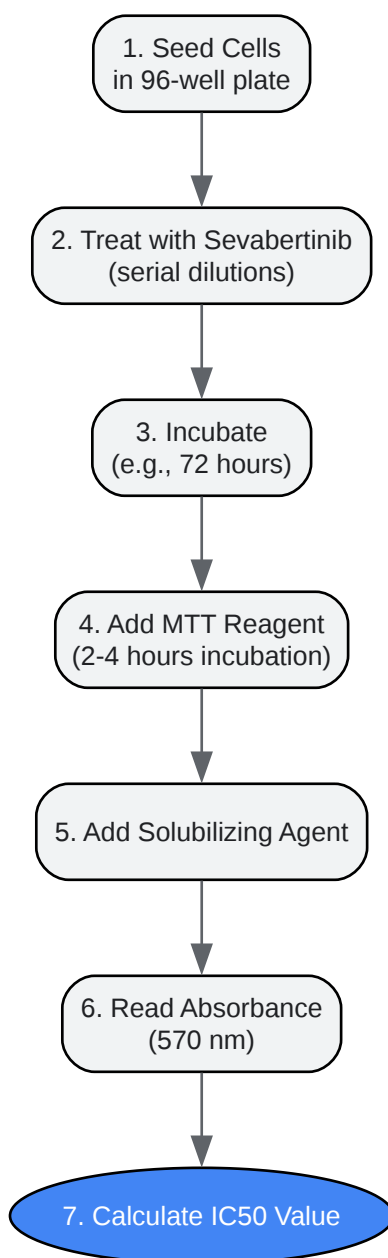 1. Seed Cells
in 96-well plate
2. Treat with Sevabertinib
(serial dilutions)
3. Incubate
(e.g., 72 hours)
4. Add MTT Reagent
(2-4 hours incubation)
5. Add Solubilizing Agent
6. Read Absorbance
(570 nm)
7. Calculate IC50 Value